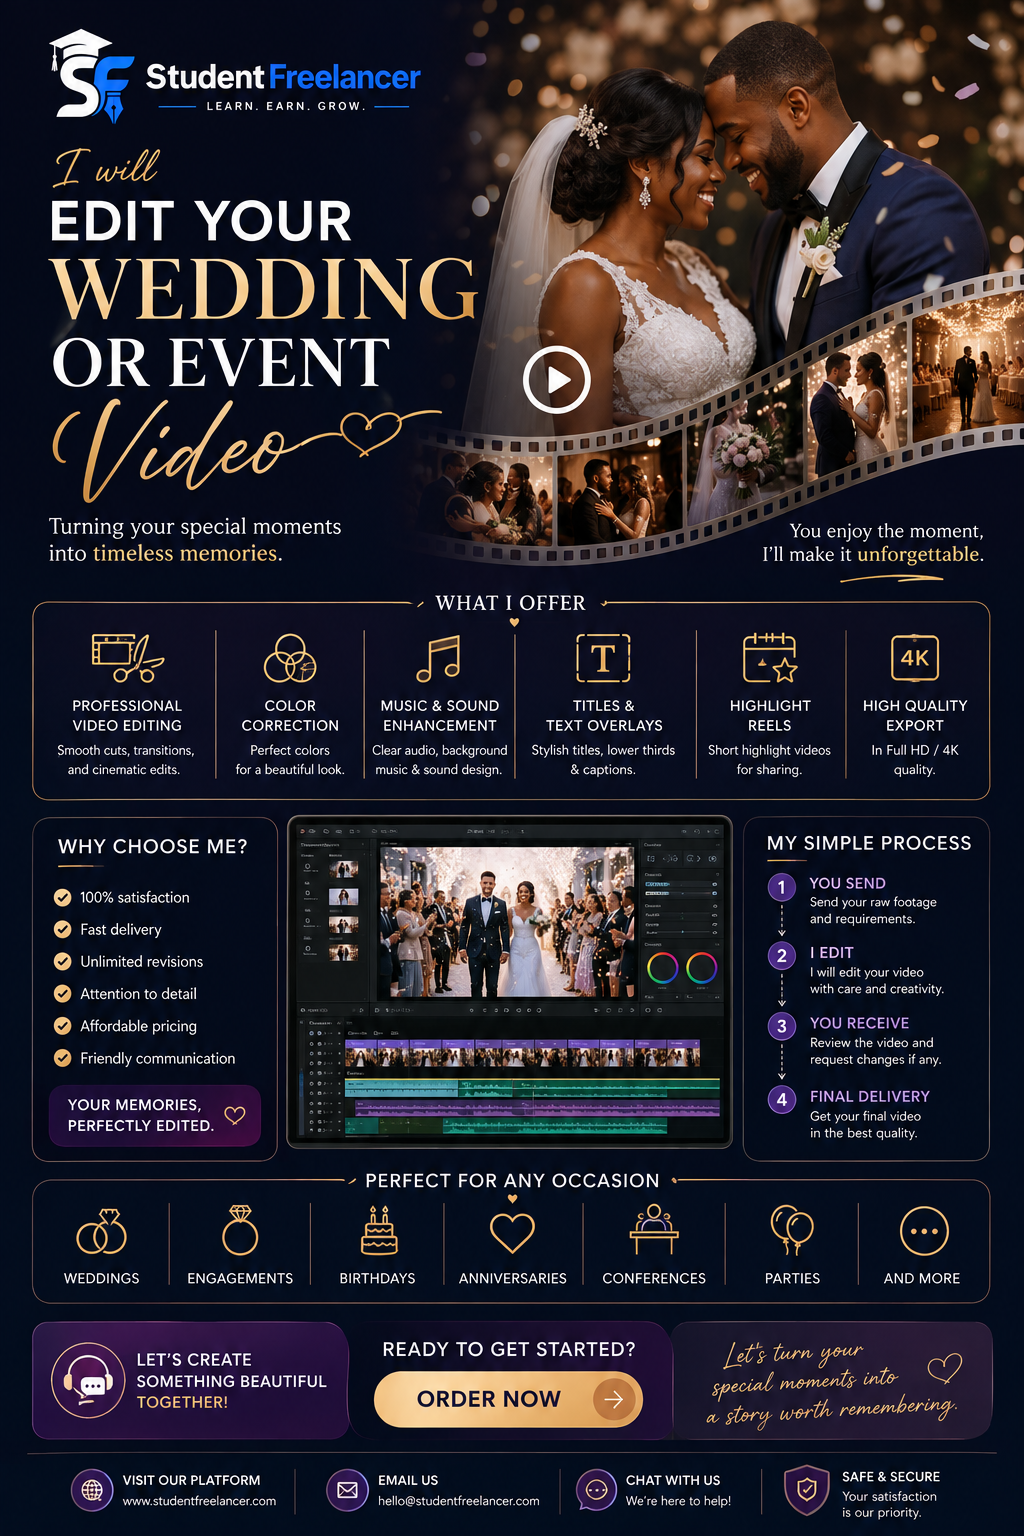 SF
StudentFreelancer
LEARN. EARN. GROW.
I will
EDIT YOUR
WEDDING
OR EVENT
Video
Turning your special moments
into timeless memories.
You enjoy the moment,
I'll make it unforgettable.
WHAT I OFFER
PROFESSIONAL
VIDEO EDITING
Smooth cuts, transitions,
and cinematic edits.
COLOR
CORRECTION
Perfect colors
for a beautiful look.
MUSIC & SOUND
ENHANCEMENT
Clear audio, background
music & sound design.
T
TITLES &
TEXT OVERLAYS
Stylish titles, lower thirds
& captions.
HIGHLIGHT
REELS
Short highlight videos
for sharing.
4K
HIGH QUALITY
EXPORT
In Full HD / 4K
quality.
WHY CHOOSE ME?
100% satisfaction
Fast delivery
Unlimited revisions
Attention to detail
Affordable pricing
Friendly communication
YOUR MEMORIES,
PERFECTLY EDITED.
MY SIMPLE PROCESS
1 YOU SEND
Send your raw footage
and requirements.
2 I EDIT
I will edit your video
with care and creativity.
3 YOU RECEIVE
Review the video and
request changes if any.
4 FINAL DELIVERY
Get your final video
in the best quality.
PERFECT FOR ANY OCCASION
WEDDINGS
ENGAGEMENTS
BIRTHDAYS
ANNIVERSARIES
CONFERENCES
PARTIES
AND MORE
LET'S CREATE
SOMETHING BEAUTIFUL
TOGETHER!
READY TO GET STARTED?
ORDER NOW
Let's turn your
special moments into
a story worth remembering.
VISIT OUR PLATFORM
www.studentfreelancer.com
EMAIL US
hello@studentfreelancer.com
CHAT WITH US
We're here to help!
SAFE & SECURE
Your satisfaction
is our priority.